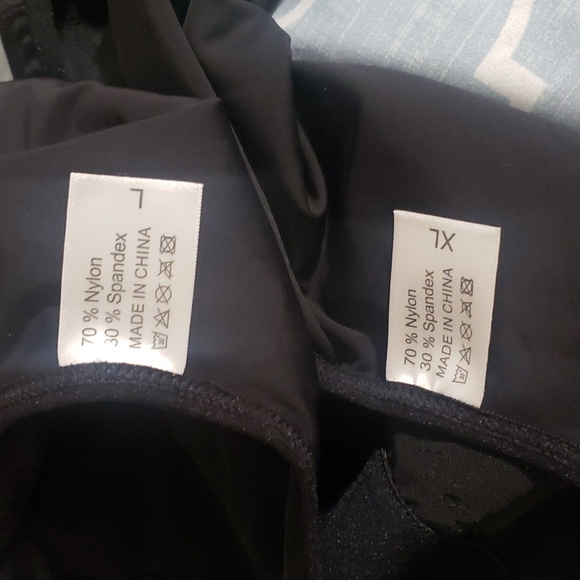 L
70 % Nylon
30 % Spandex
MADE IN CHINA
XL
70 % Nylon
30 % Spandex
MADE IN CHINA